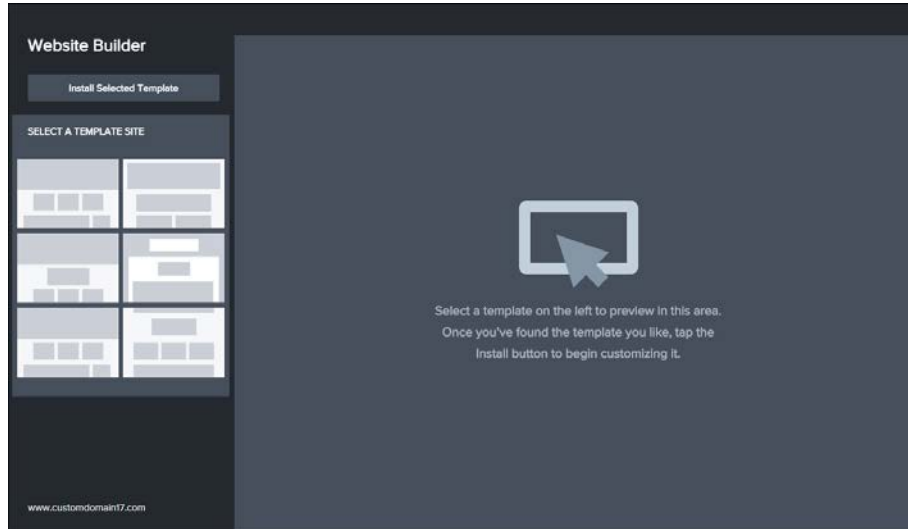 Website Builder
Install Selected Template
SELECT A TEMPLATE SITE
Select a template on the left to preview in this area.
Once you've found the template you like, tap the
Install button to begin customizing it.
www.customdomain17.com